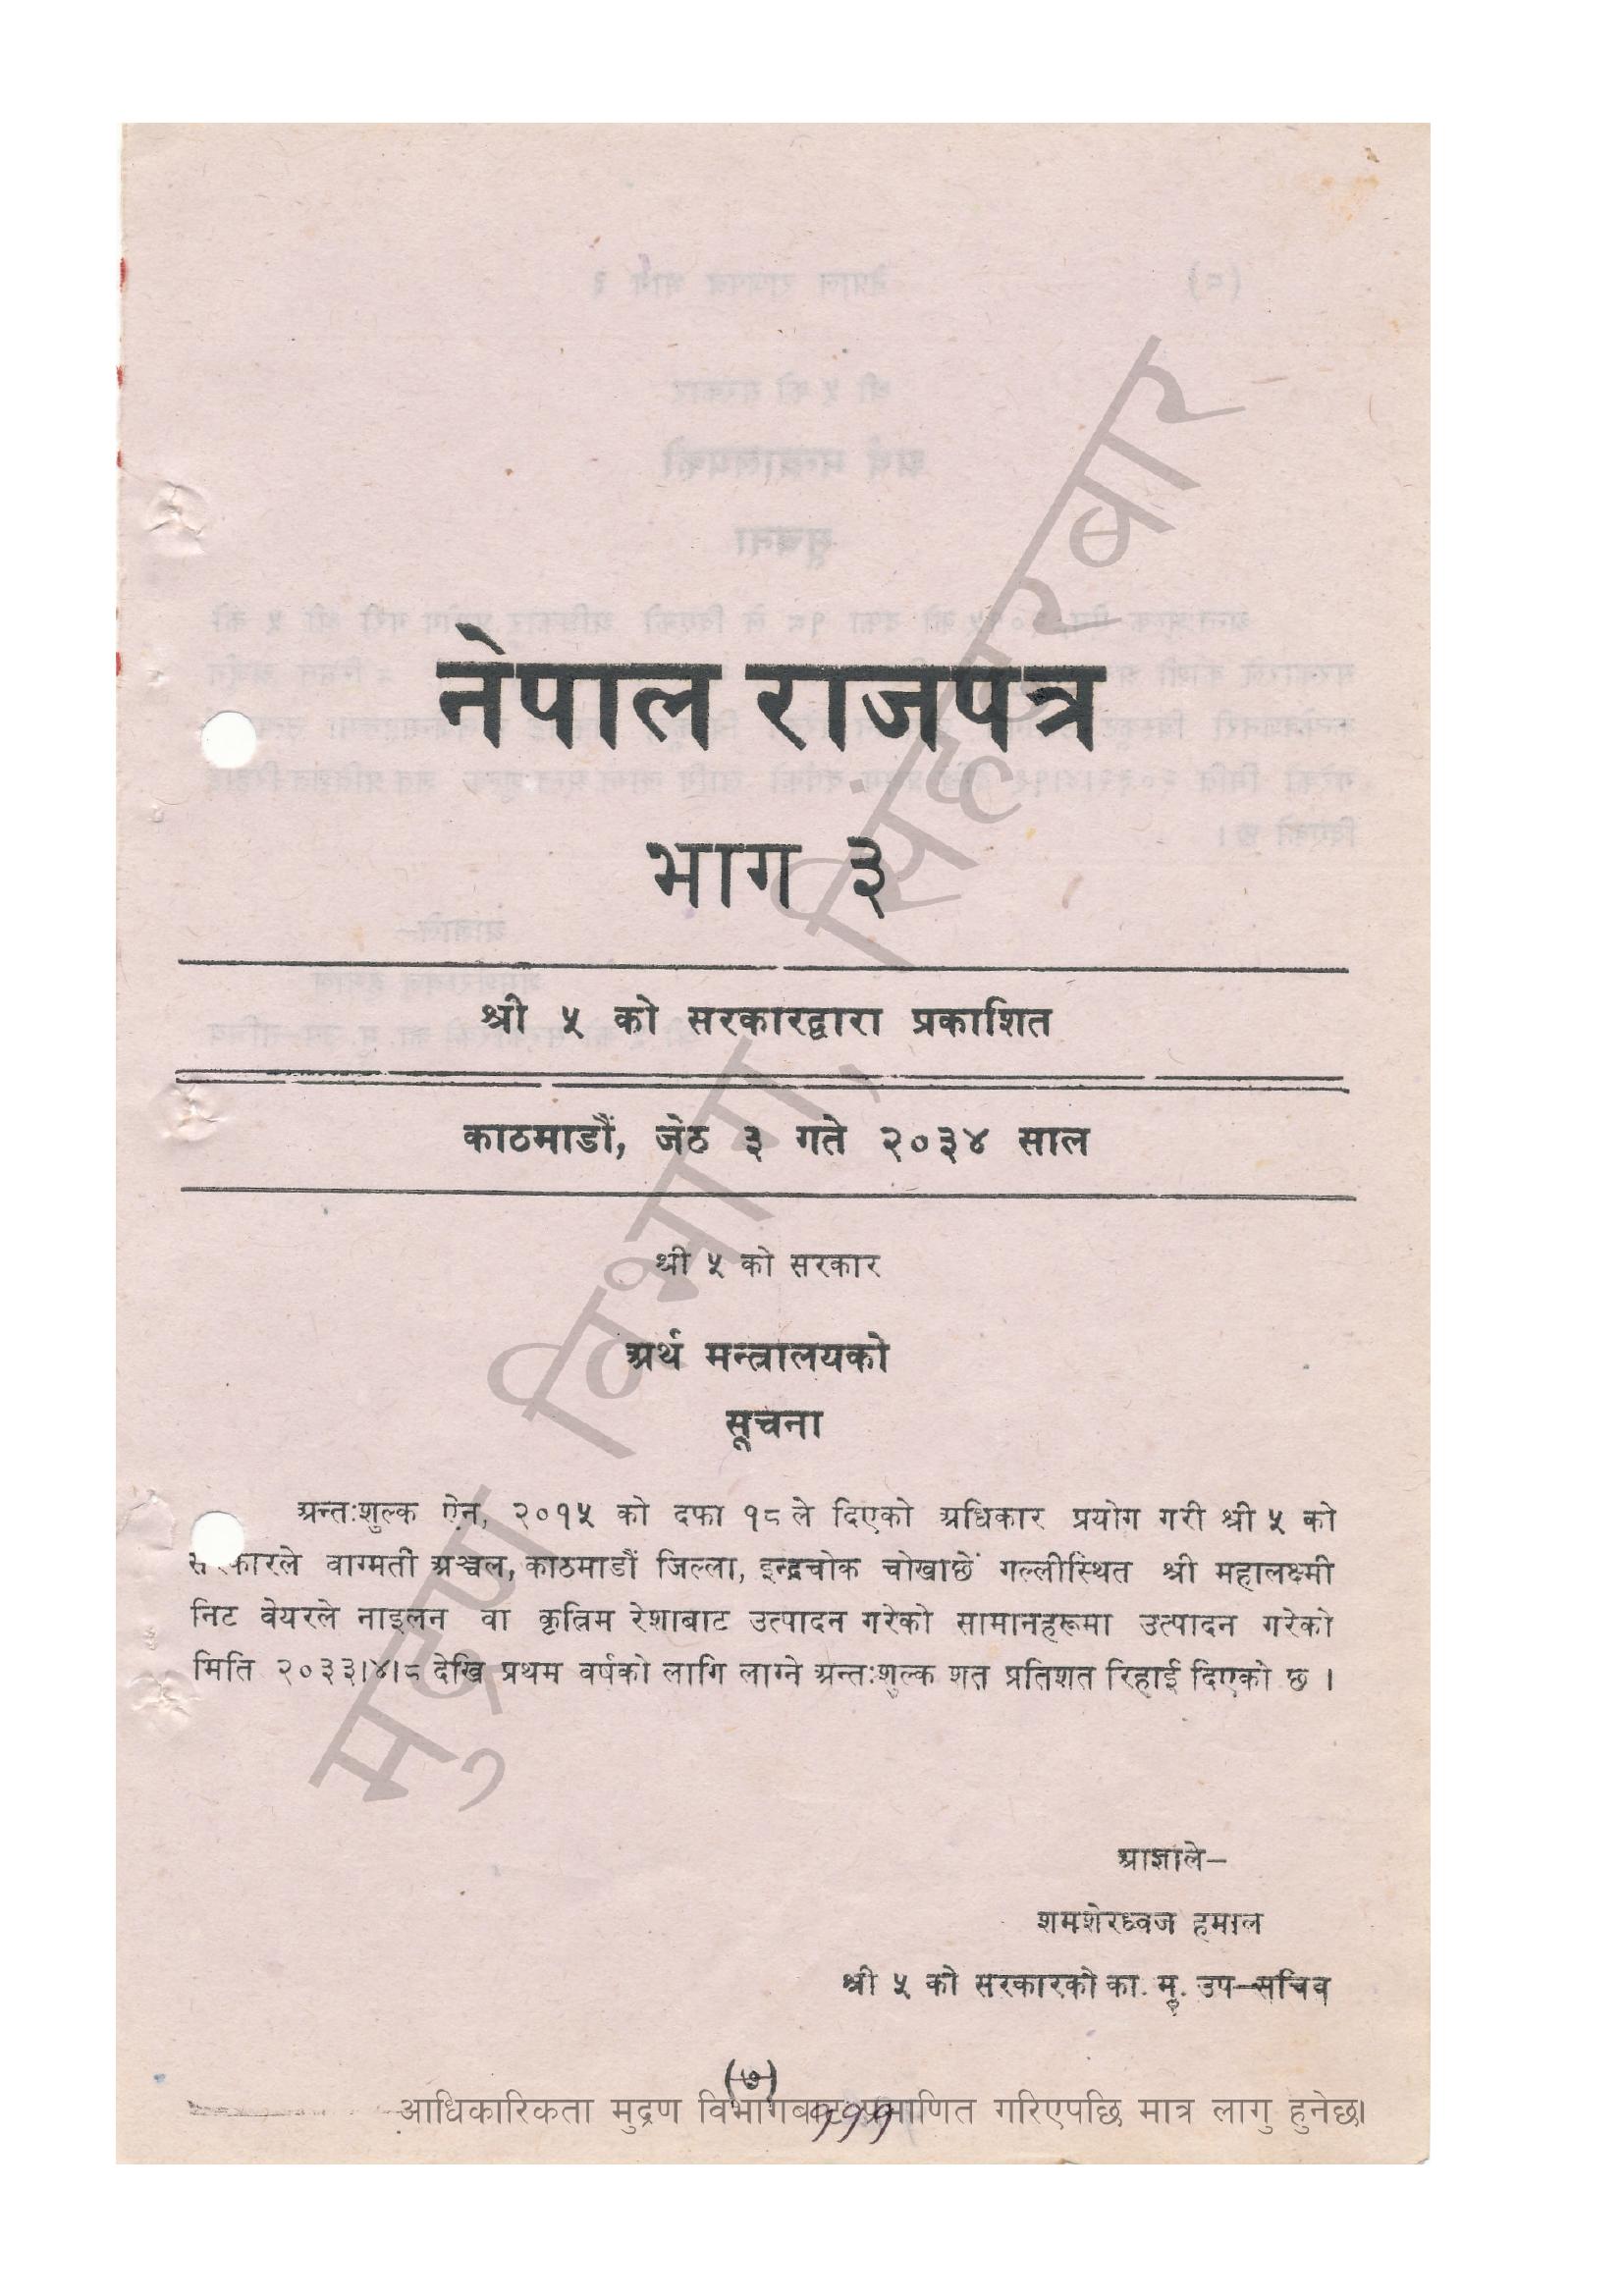 नेपाल राजपत्र
भाग ३
श्री ५ को सरकारद्वारा प्रकाशित
काठमाडौं, जेठ ३ गते २०३४ साल
श्री ५ को सरकार
अर्थ मन्त्रालयको
सूचना
अन्तःशुल्क ऐन, २०१५ को दफा १८ ले दिएको अधिकार प्रयोग गरी श्री ५ को
सरकारले वाग्मती अञ्चल, काठमाडौं जिल्ला, इन्द्रचोक चोखाछें गल्लीस्थित श्री महालक्ष्मी
निट वेयरले नाइलन वा कृत्रिम रेशाबाट उत्पादन गरेको सामानहरूमा उत्पादन गरेको
मिति २०३३।४।८ देखि प्रथम वर्षको लागि लाग्ने अन्तःशुल्क शत प्रतिशत रिहाई दिएको छ ।
आज्ञाले–
शमशेरध्वज हमाल
श्री ५ को सरकारको का. मु. उप–सचिव
(७)
१११
आधिकारिकता मुद्रण विभागबाट प्रमाणित गरिएपछि मात्र लागु हुनेछ।
मुद्रण विभाग, सिंहदरबार